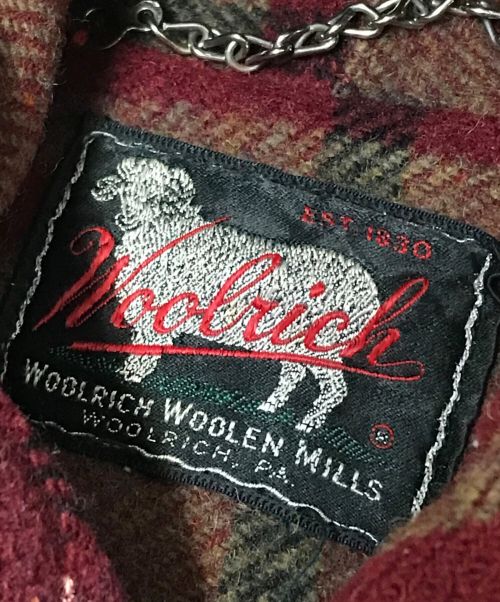 EST. 1830
Woolrich
®
WOOLRICH WOOLEN MILLS
WOOLRICH, PA.